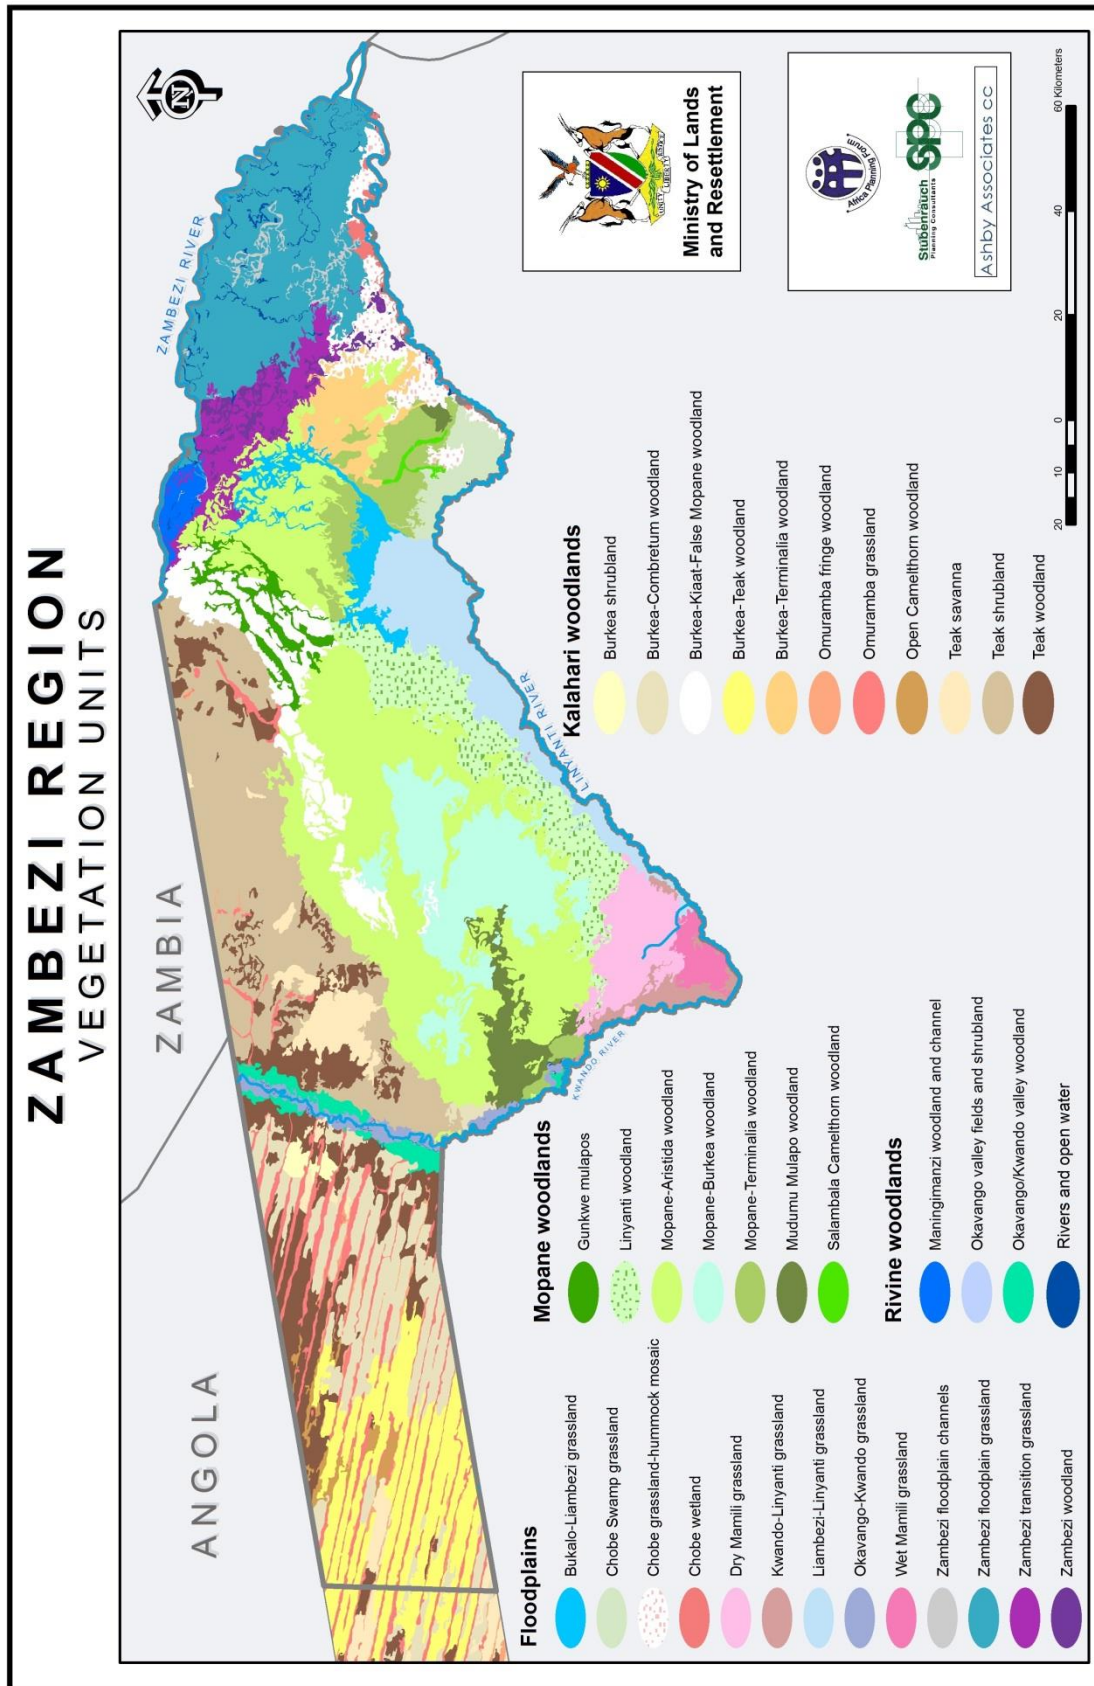 ZAMBEZI REGION
VEGETATION UNITS
ANGOLA
ZAMBIA
ZAMBEZI RIVER
KWANDO RIVER
LINYANTI RIVER
N
Floodplains
Bukalo-Liambezi grassland
Chobe Swamp grassland
Chobe grassland-hummock mosaic
Chobe wetland
Dry Mamili grassland
Kwando-Linyanti grassland
Liambezi-Linyanti grassland
Okavango-Kwando grassland
Wet Mamili grassland
Zambezi floodplain channels
Zambezi floodplain grassland
Zambezi transition grassland
Zambezi woodland
Mopane woodlands
Gunkwe mulapos
Linyanti woodland
Mopane-Aristida woodland
Mopane-Burkea woodland
Mopane-Terminalia woodland
Mudumu Mulapo woodland
Salambala Camelthorn woodland
Rivine woodlands
Maningimanzi woodland and channel
Okavango valley fields and shrubland
Okavango/Kwando valley woodland
Rivers and open water
Kalahari woodlands
Burkea shrubland
Burkea-Combretum woodland
Burkea-Kiaat-False Mopane woodland
Burkea-Teak woodland
Burkea-Terminalia woodland
Omuramba fringe woodland
Omuramba grassland
Open Camelthorn woodland
Teak savanna
Teak shrubland
Teak woodland
UNITY LIBERTY JUSTICE
Ministry of Lands
and Resettlement
Africa Planning Forum
Stubenrauch
Planning Consultants
spc
Ashby Associates cc
20 10 0 20 40 60 Kilometers